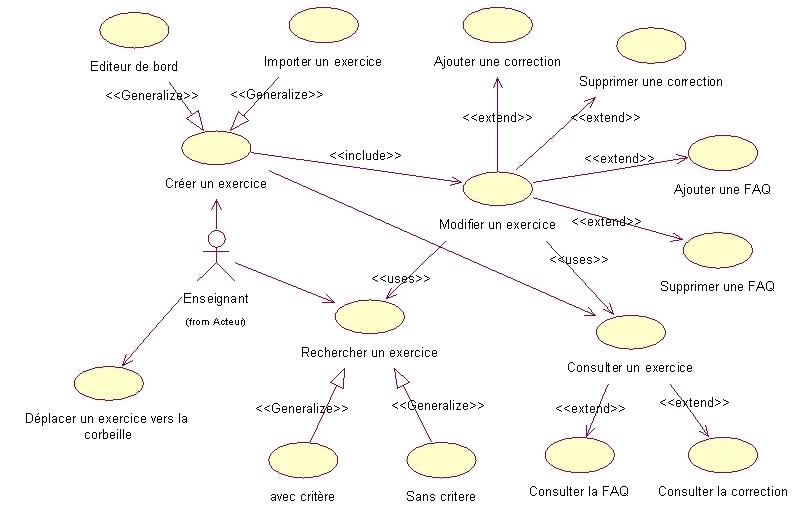 Editeur de bord
Importer un exercice
Ajouter une correction
Supprimer une correction
<<Generalize>>
<<Generalize>>
<<extend>>
<<extend>>
<<include>>
<<extend>>
Créer un exercice
Ajouter une FAQ
Modifier un exercice
<<extend>>
<<uses>>
<<uses>>
Supprimer une FAQ
Enseignant
(from Acteur)
Rechercher un exercice
Consulter un exercice
Déplacer un exercice vers la
corbeille
<<Generalize>>
<<Generalize>>
<<extend>>
<<extend>>
avec critère
Sans critere
Consulter la FAQ
Consulter la correction